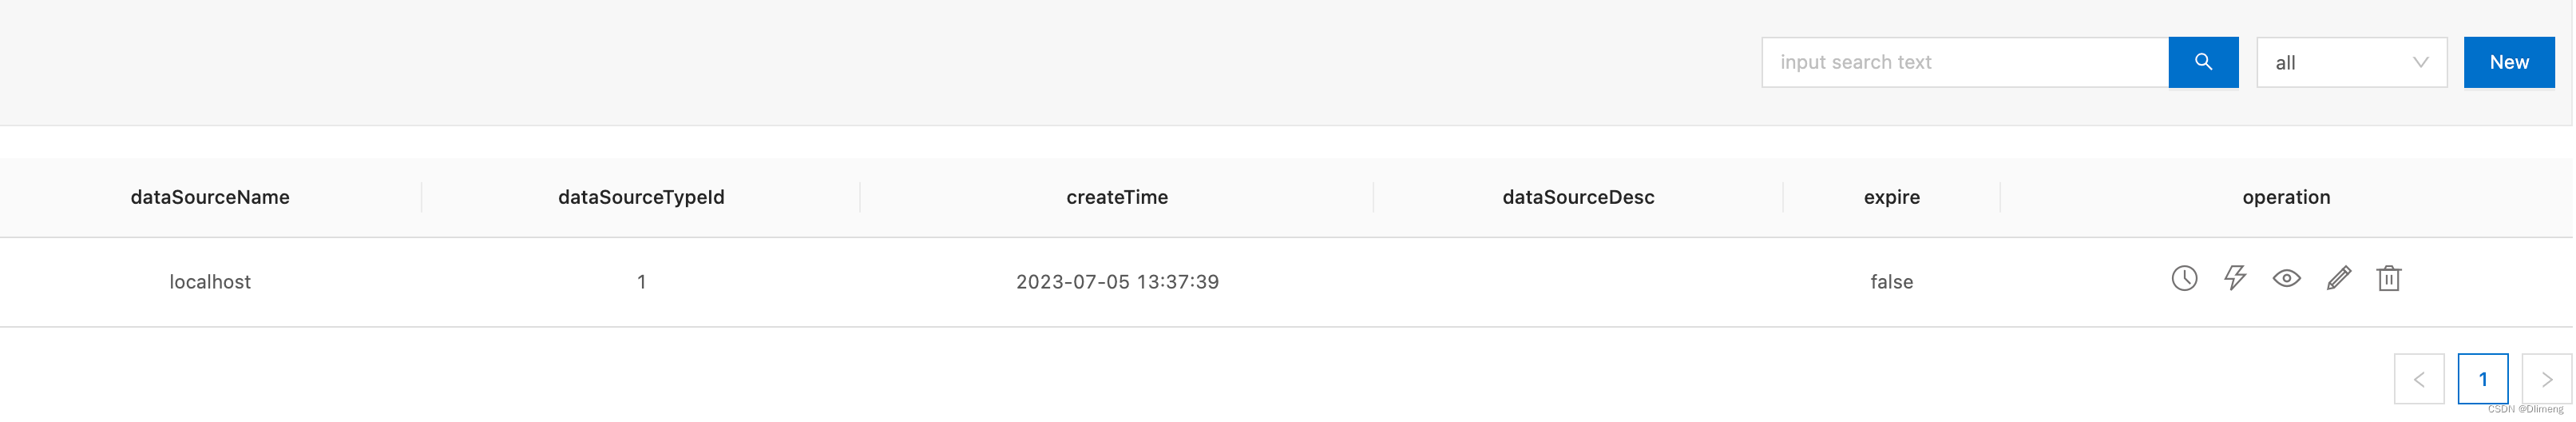 input search text all New
dataSourceName dataSourceTypeId createTime dataSourceDesc expire operation
localhost 1 2023-07-05 13:37:39 false
1
CSDN @Dlimeng